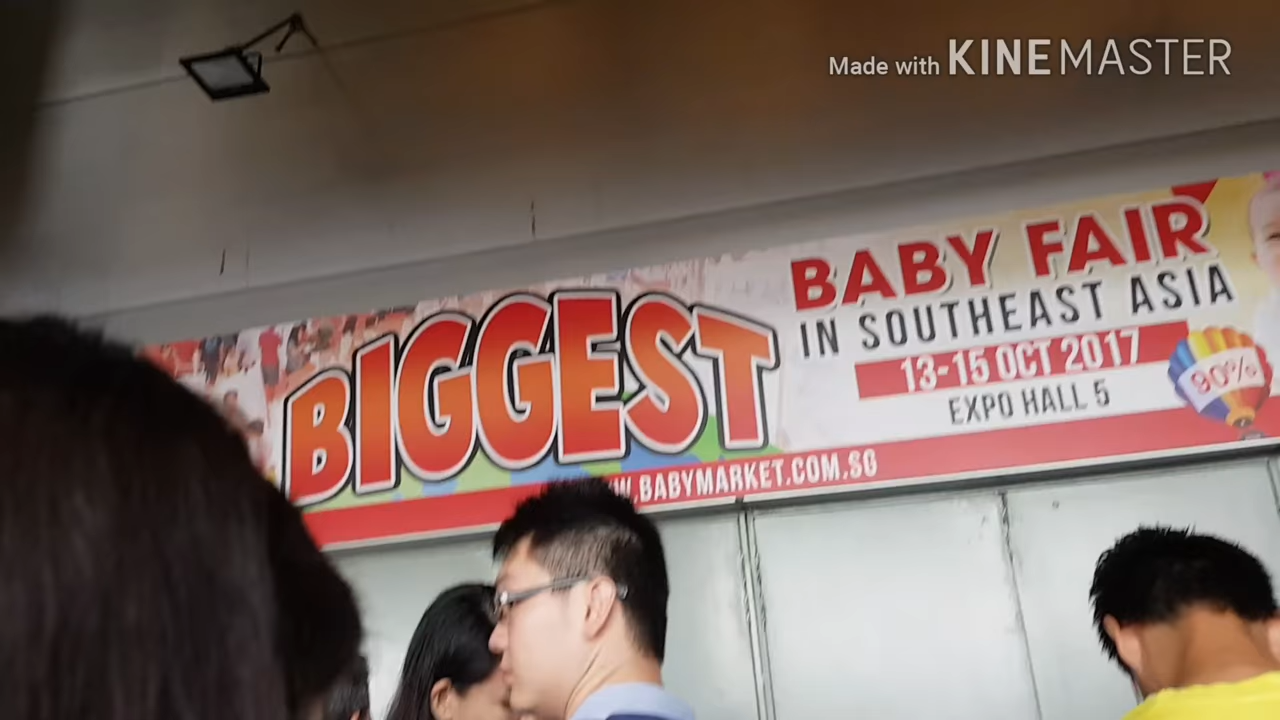 Made with KINEMASTER
BIGGEST
BABY FAIR
IN SOUTHEAST ASIA
13-15 OCT 2017
EXPO HALL 5
90%
W.BABYMARKET.COM.SG